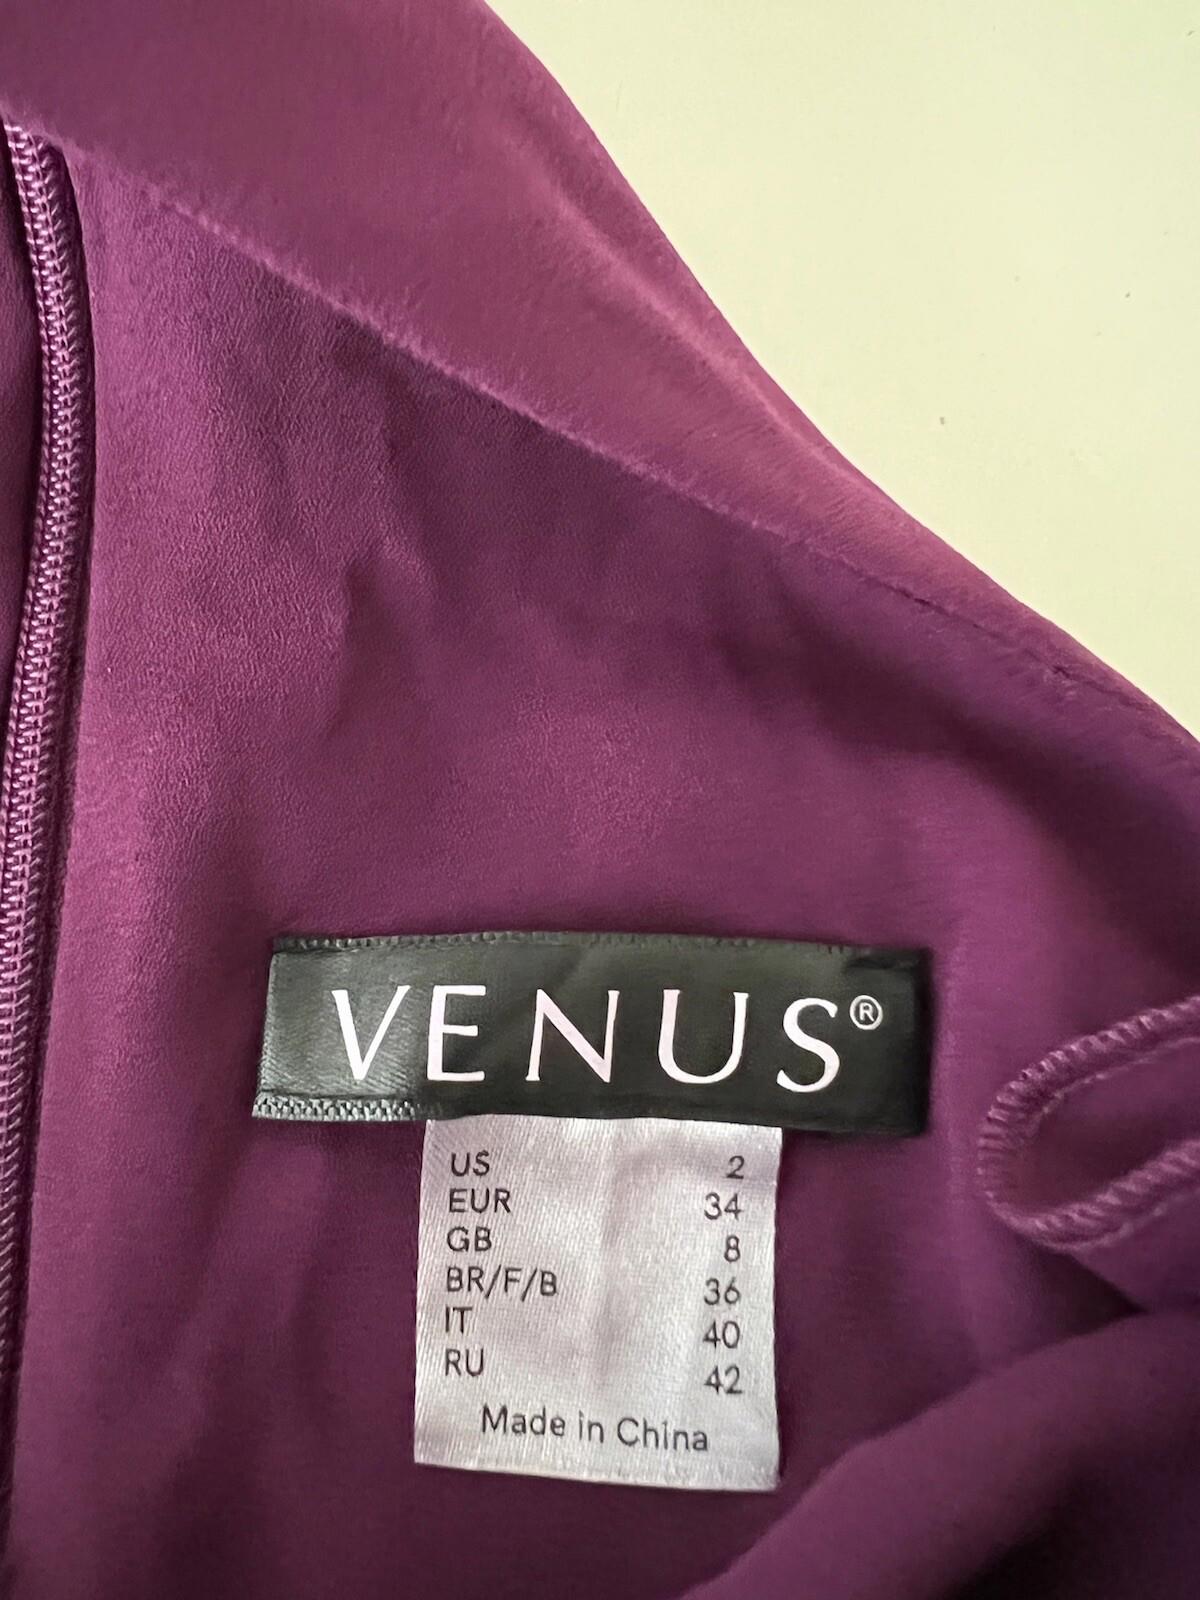 VENUS®
US 2
EUR 34
GB 8
BR/F/B 36
IT 40
RU 42
Made in China